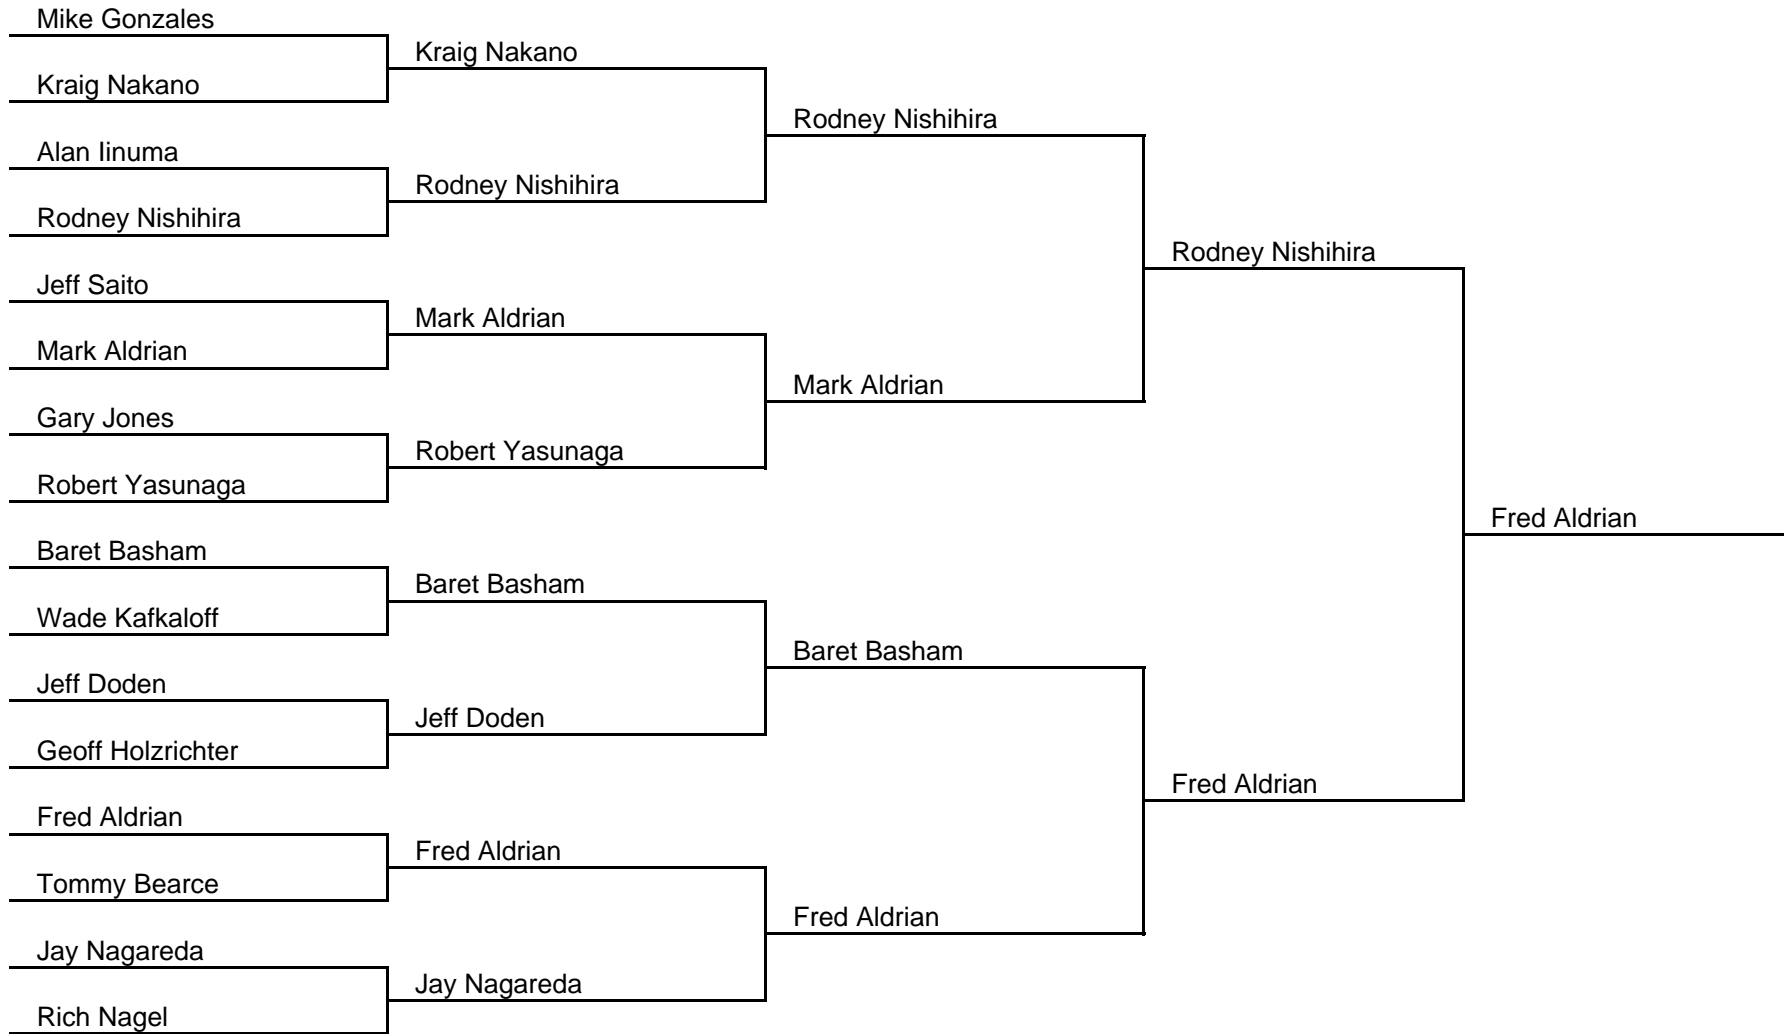 Mike Gonzales
Kraig Nakano
Kraig Nakano
Rodney Nishihira
Alan Iinuma
Rodney Nishihira
Rodney Nishihira
Rodney Nishihira
Jeff Saito
Mark Aldrian
Mark Aldrian
Mark Aldrian
Gary Jones
Robert Yasunaga
Robert Yasunaga
Fred Aldrian
Baret Basham
Baret Basham
Wade Kafkaloff
Baret Basham
Jeff Doden
Jeff Doden
Geoff Holzrichter
Fred Aldrian
Fred Aldrian
Fred Aldrian
Tommy Bearce
Fred Aldrian
Jay Nagareda
Jay Nagareda
Rich Nagel